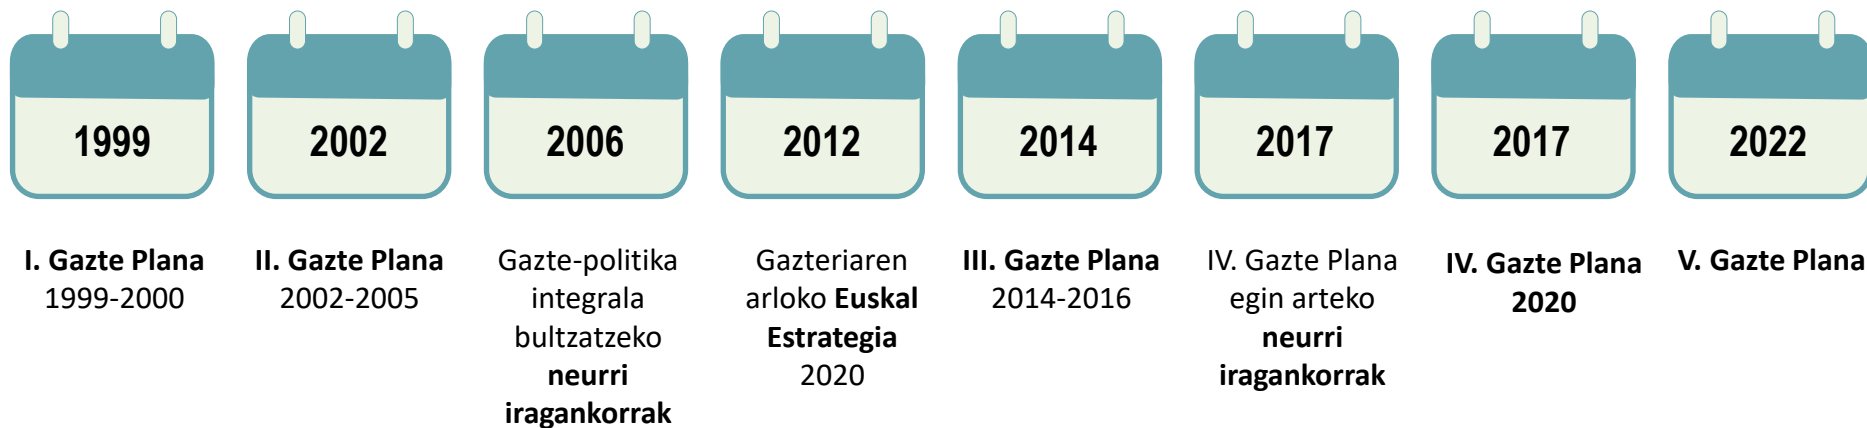 1999
2002
2006
2012
2014
2017
2017
2022
I. Gazte Plana
1999-2000
II. Gazte Plana
2002-2005
Gazte-politika
integrala
bultzatzeko
neurri
iragankorrak
Gazteriaren
arloko Euskal
Estrategia
2020
III. Gazte Plana
2014-2016
IV. Gazte Plana
egin arteko
neurri
iragankorrak
IV. Gazte Plana
2020
V. Gazte Plana